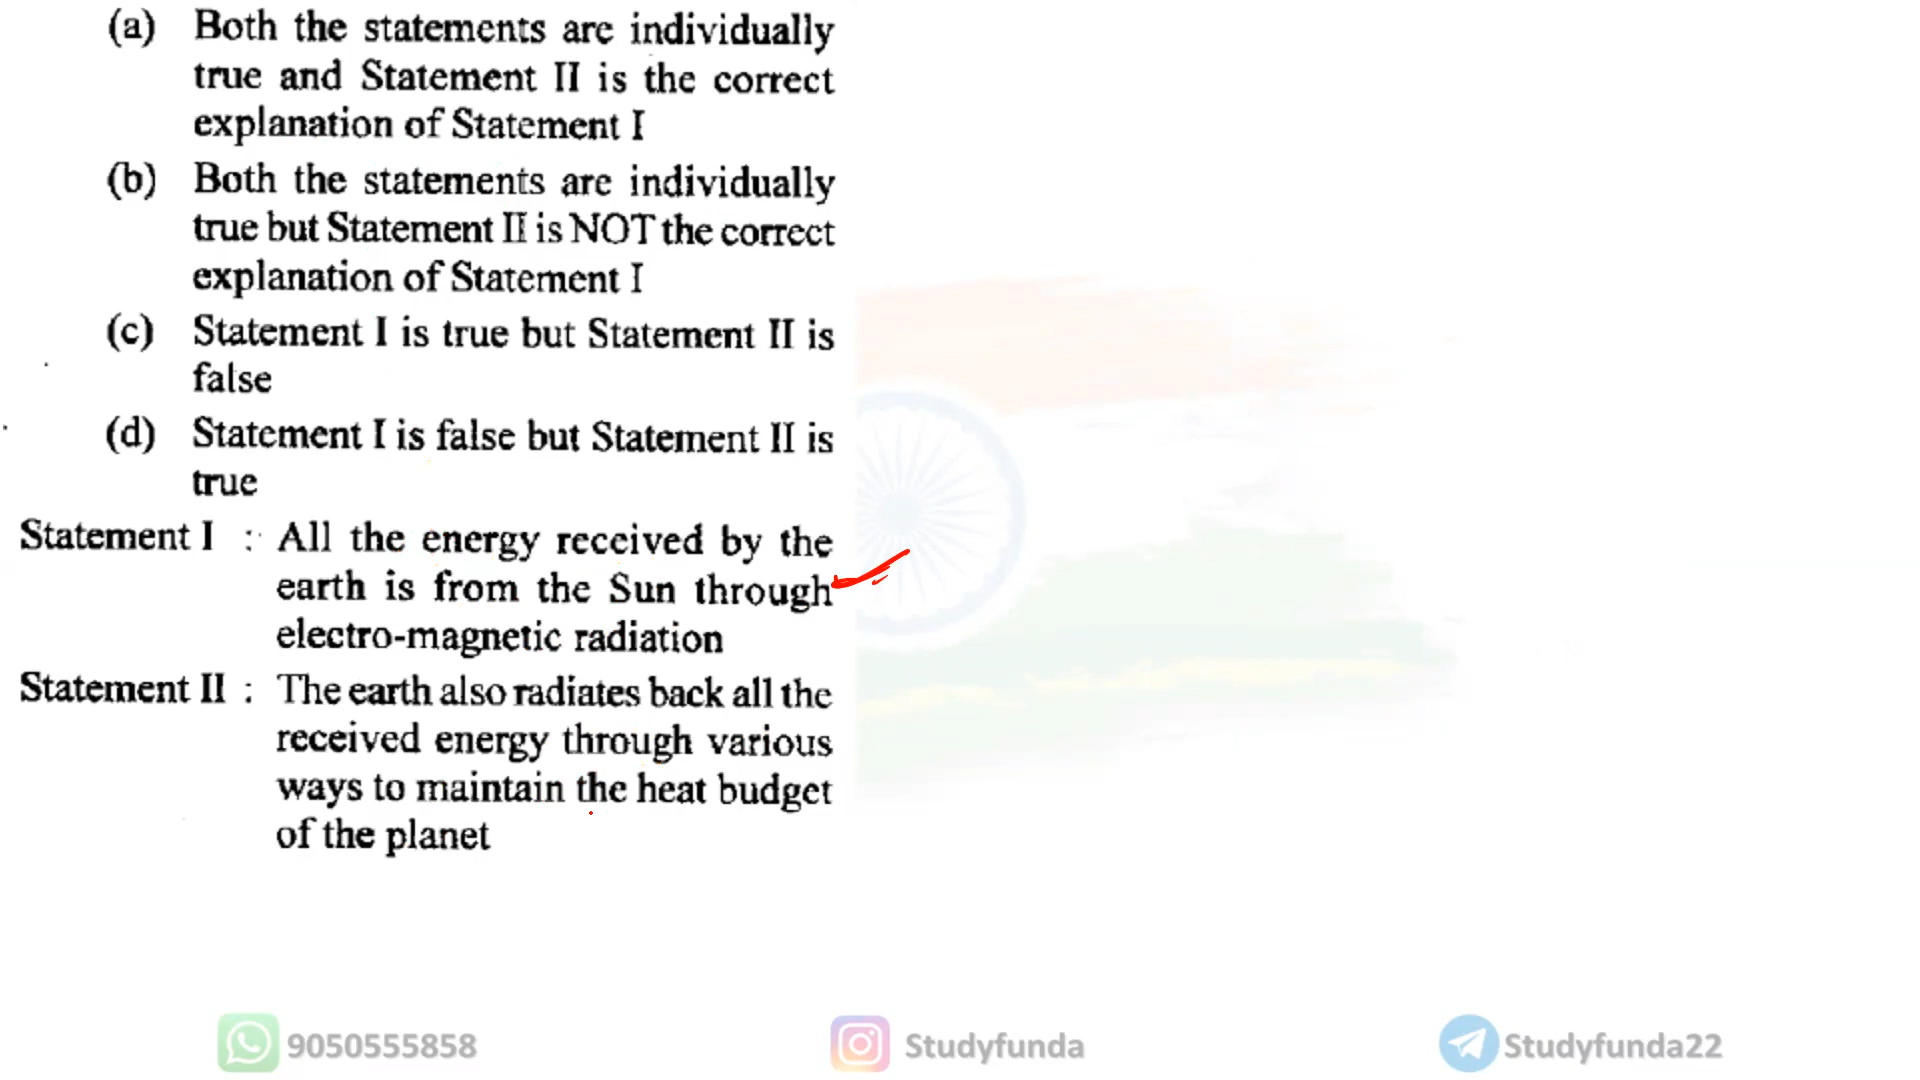 (a) Both the statements are individually
true and Statement II is the correct
explanation of Statement I
(b) Both the statements are individually
true but Statement II is NOT the correct
explanation of Statement I
(c) Statement I is true but Statement II is
false
(d) Statement I is false but Statement II is
true
Statement I : All the energy received by the
earth is from the Sun through
electro-magnetic radiation
Statement II : The earth also radiates back all the
received energy through various
ways to maintain the heat budget
of the planet
9050555858 Studyfunda Studyfunda22